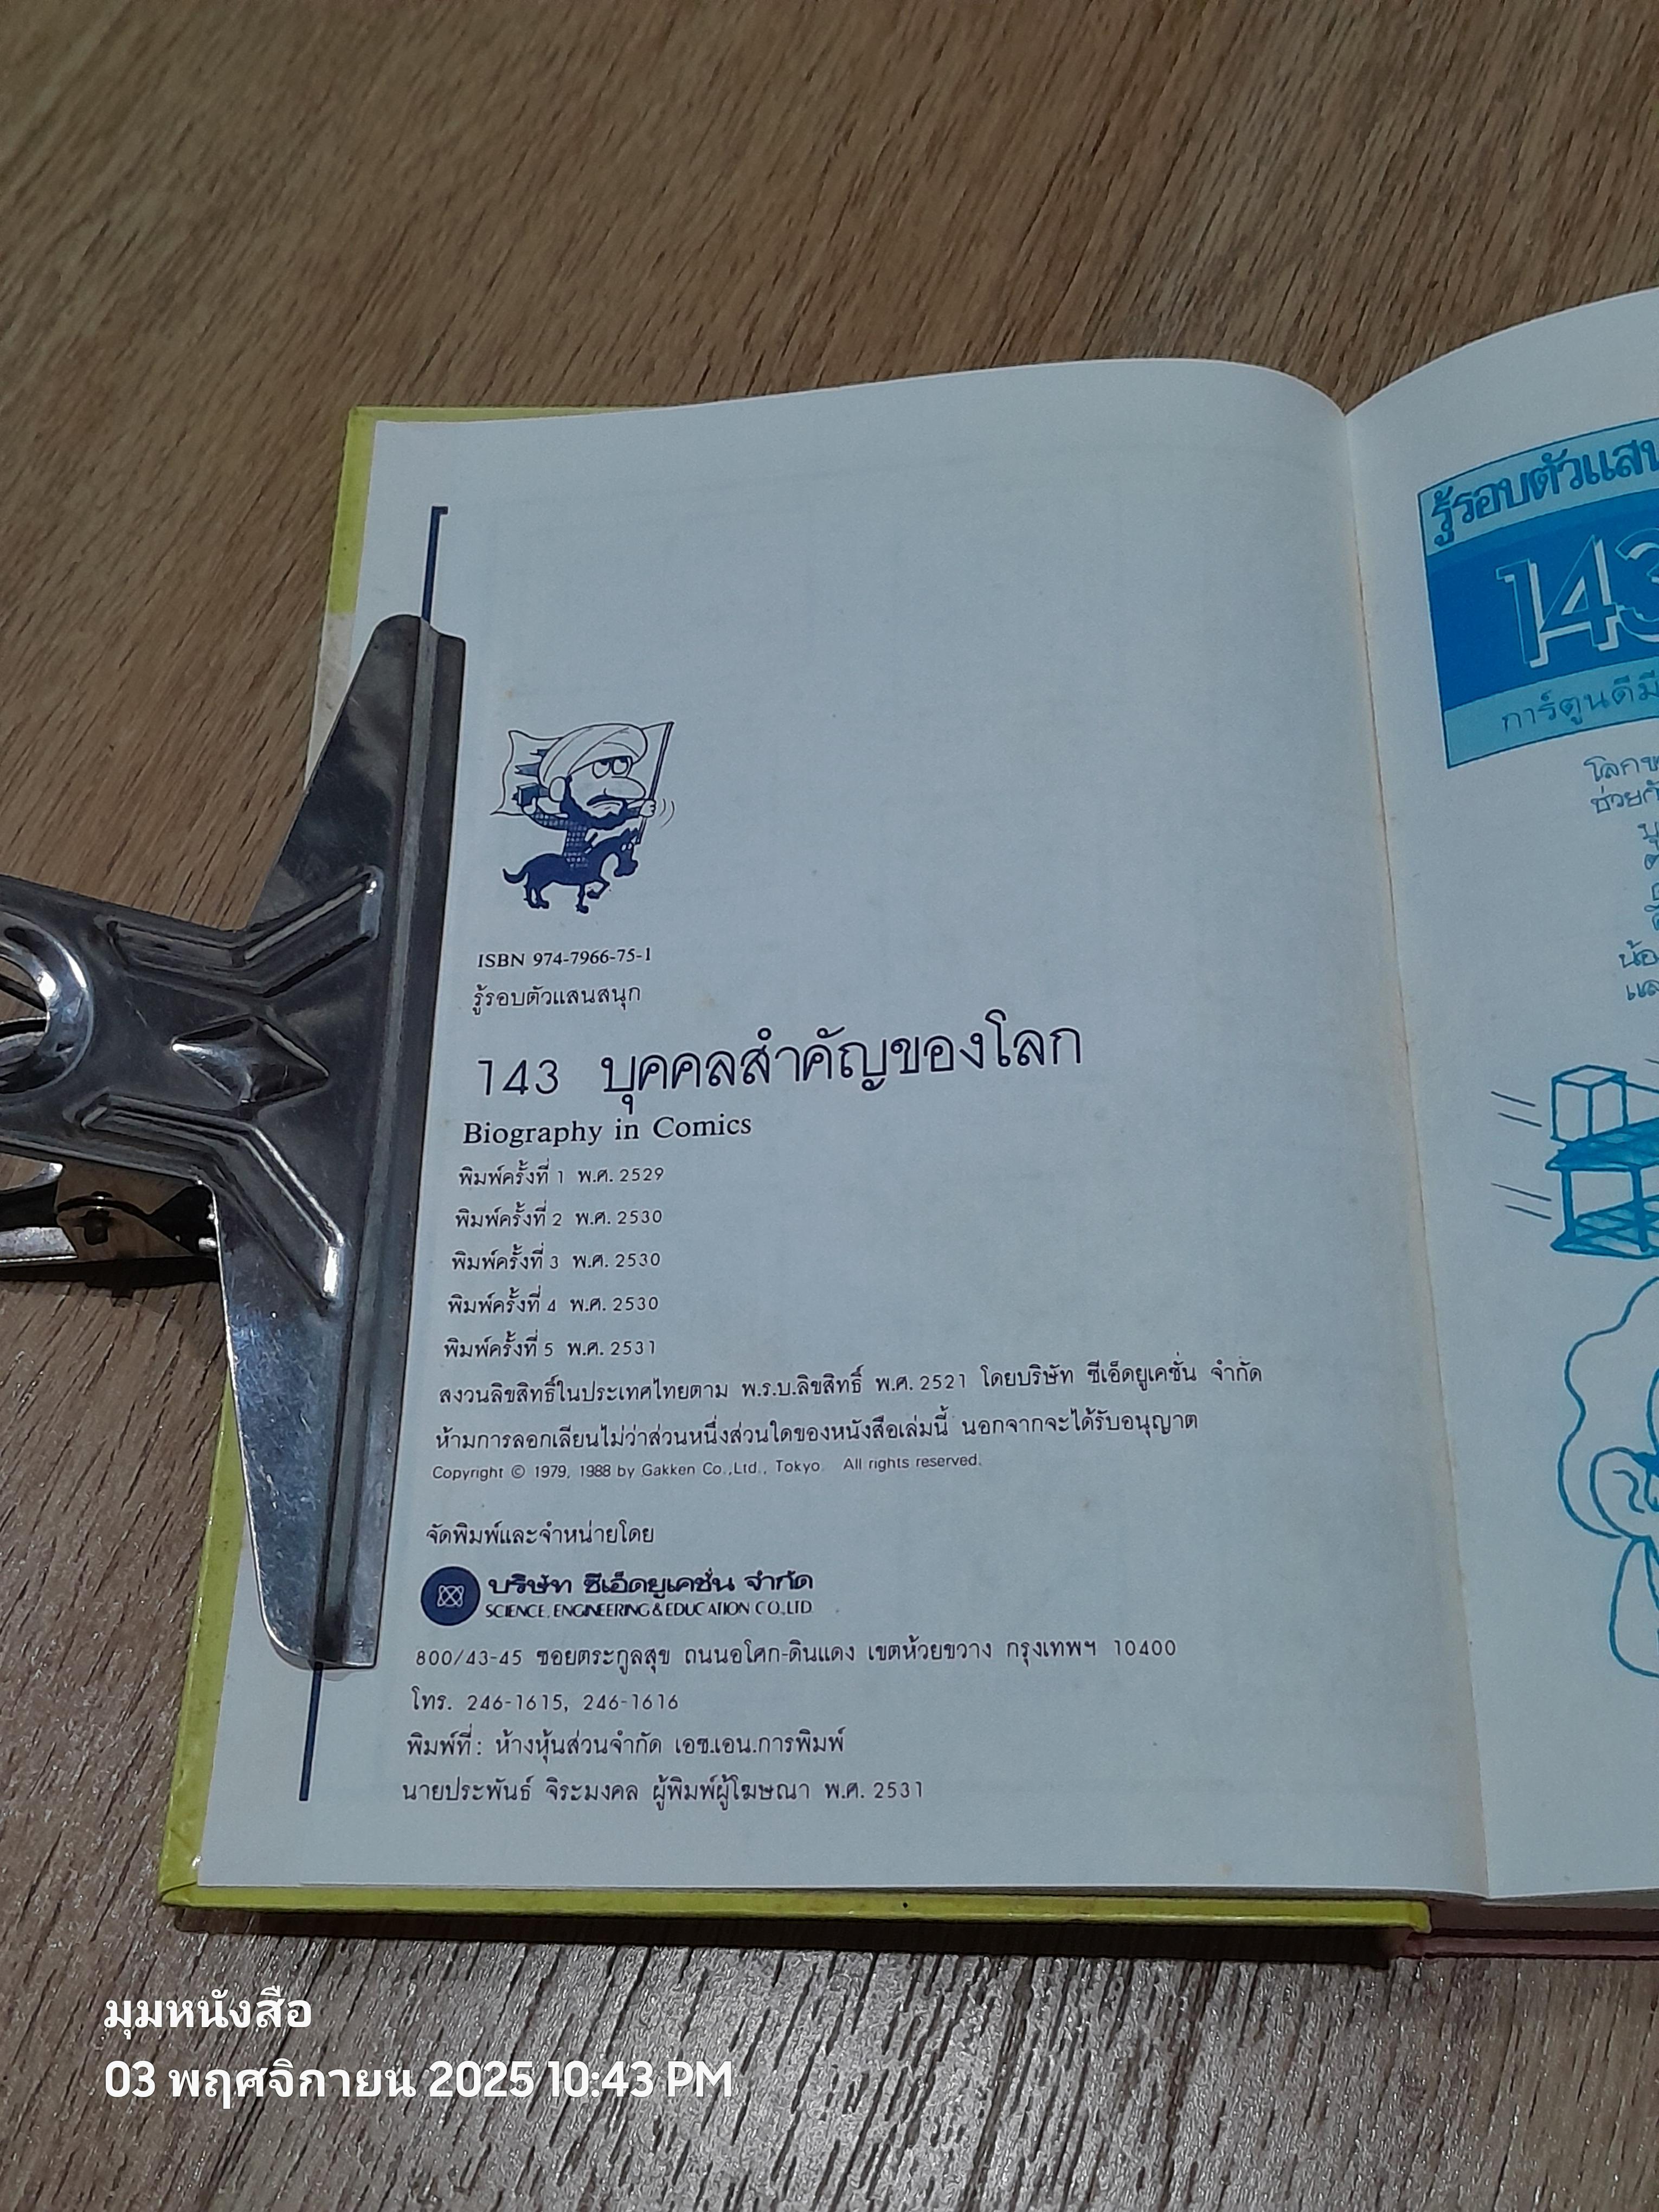 ISBN 974-7966-75-1
รู้รอบตัวแสนสนุก
143 บุคคลสำคัญของโลก
Biography in Comics
พิมพ์ครั้งที่ 1 พ.ศ. 2529
พิมพ์ครั้งที่ 2 พ.ศ. 2530
พิมพ์ครั้งที่ 3 พ.ศ. 2530
พิมพ์ครั้งที่ 4 พ.ศ. 2530
พิมพ์ครั้งที่ 5 พ.ศ. 2531
สงวนลิขสิทธิ์ในประเทศไทยตาม พ.ร.บ.ลิขสิทธิ์ พ.ศ. 2521 โดยบริษัท ซีเอ็ดยูเคชั่น จำกัด
ห้ามการลอกเลียนไม่ว่าส่วนหนึ่งส่วนใดของหนังสือเล่มนี้ นอกจากจะได้รับอนุญาต
Copyright © 1979, 1988 by Gakken Co.,Ltd., Tokyo. All rights reserved.
จัดพิมพ์และจำหน่ายโดย
บริษัท ซีเอ็ดยูเคชั่น จำกัด
SCIENCE, ENGINEERING & EDUCATION CO.,LTD.
800/43-45 ซอยตระกูลสุข ถนนอโศก-ดินแดง เขตห้วยขวาง กรุงเทพฯ 10400
โทร. 246-1615, 246-1616
พิมพ์ที่: ห้างหุ้นส่วนจำกัด เอช.เอน.การพิมพ์
นายประพันธ์ จิระมงคล ผู้พิมพ์ผู้โฆษณา พ.ศ. 2531
รู้รอบตัวแสน
143
การ์ตูนดีมี
ช่วยกั
มุมหนังสือ
03 พฤศจิกายน 2025 10:43 PM